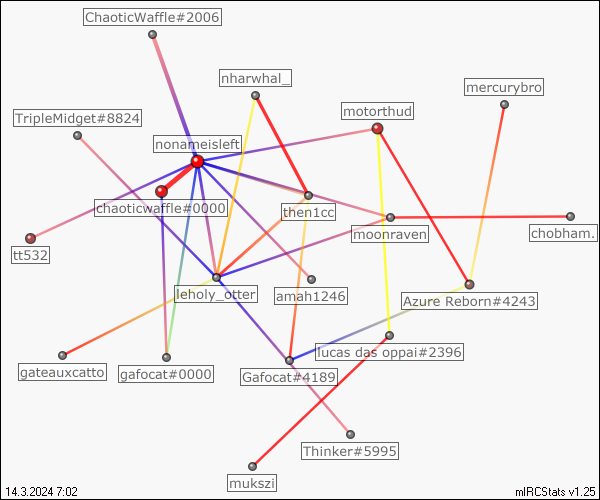 ChaoticWaffle#2006
nharwhal_
mercurybro
TripleMidget#8824
motorthud
nonameisleft
chaoticwaffle#0000
then1cc
moonraven
chobham.
tt532
leholy_otter
amah1246
Azure Reborn#4243
lucas das oppai#2396
gateauxcatto
gafocat#0000
Gafocat#4189
Thinker#5995
mukszi
14.3.2024 7:02
mIRCStats v1.25